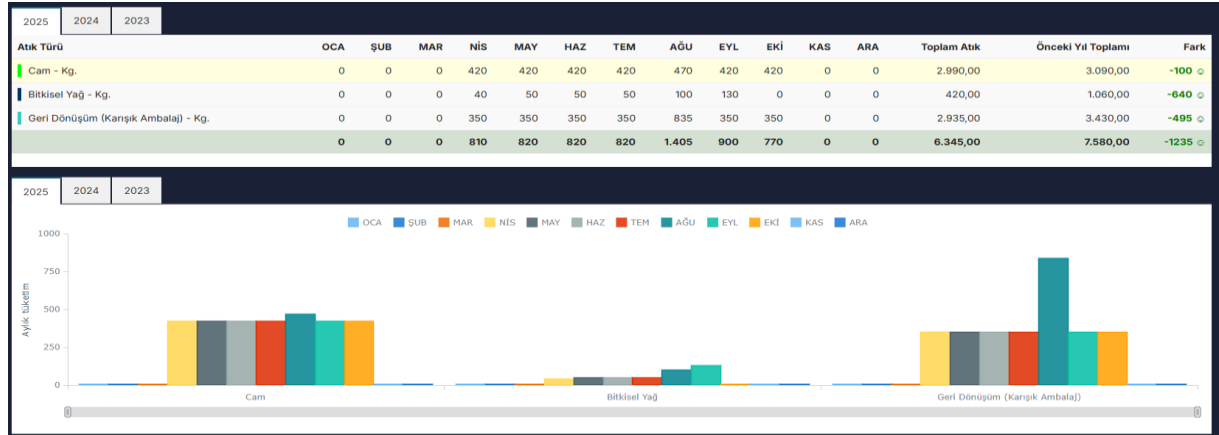 2025 2024 2023
Atık Türü OCA ŞUB MAR NİS MAY HAZ TEM AĞU EYL EKİ KAS ARA Toplam Atık Önceki Yıl Toplamı Fark
Cam - Kg. 0 0 0 420 420 420 420 470 420 420 0 0 2.990,00 3.090,00 -100 ☺
Bitkisel Yağ - Kg. 0 0 0 40 50 50 50 100 130 0 0 0 420,00 1.060,00 -640 ☺
Geri Dönüşüm (Karışık Ambalaj) - Kg. 0 0 0 350 350 350 350 835 350 350 0 0 2.935,00 3.430,00 -495 ☺
0 0 0 810 820 820 820 1.405 900 770 0 0 6.345,00 7.580,00 -1235 ☺
2025 2024 2023
OCA ŞUB MAR NİS MAY HAZ TEM AĞU EYL EKİ KAS ARA
1000
750
500
250
0
Aylık tüketim
Cam Bitkisel Yağ Geri Dönüşüm (Karışık Ambalaj)